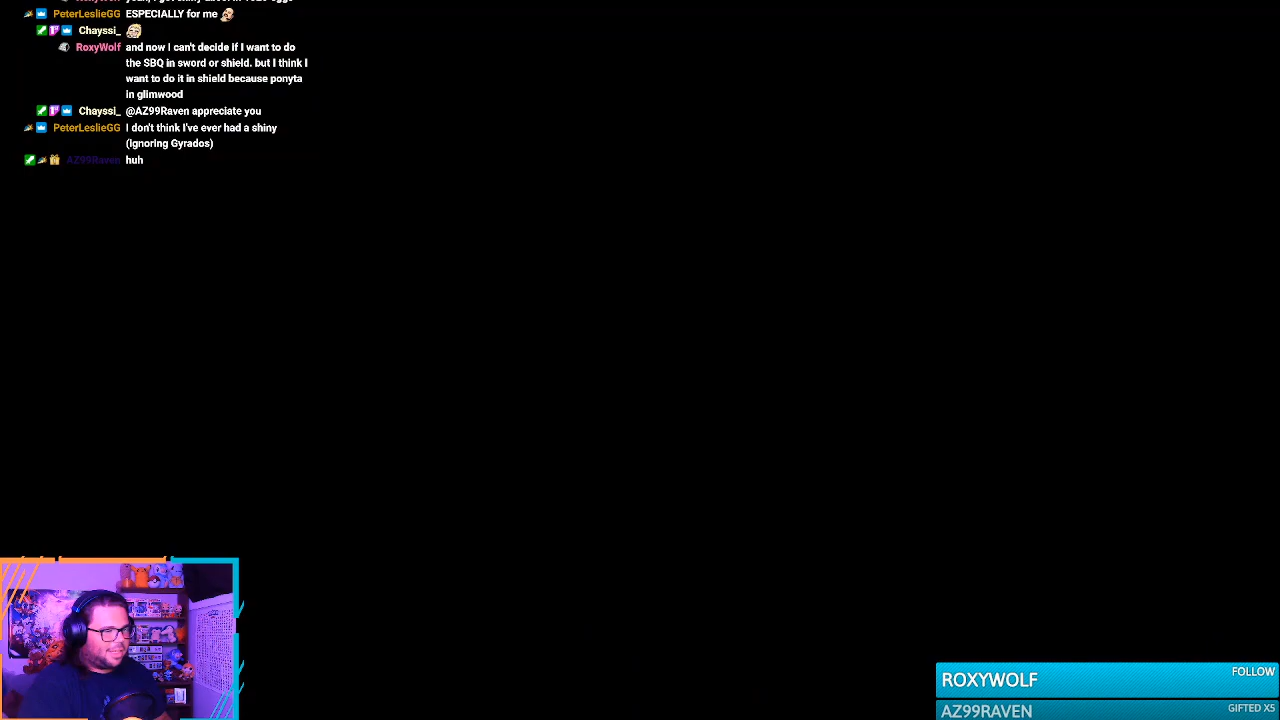 PeterLeslieGG ESPECIALLY for me
Chayssi_
RoxyWolf and now I can't decide if I want to do
the SBQ in sword or shield. but I think I
want to do it in shield because ponyta
in glimwood
Chayssi_ @AZ99Raven appreciate you
PeterLeslieGG I don't think I've ever had a shiny
(Ignoring Gyrados)
AZ99Raven huh
ROXYWOLF FOLLOW
AZ99RAVEN GIFTED X5